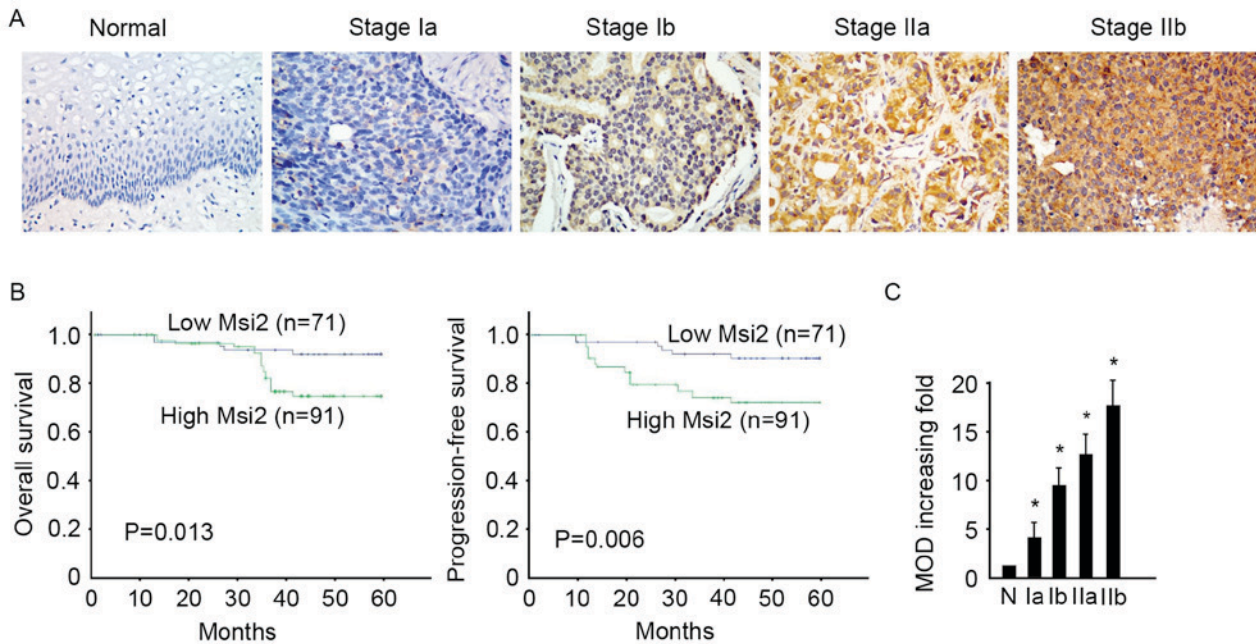 A
Normal
Stage Ia
Stage Ib
Stage IIa
Stage IIb
B
Overall survival
1.0
0.8
0.6
0.4
0.2
0
Low Msi2 (n=71)
High Msi2 (n=91)
P=0.013
0 10 20 30 40 50 60
Months
Progression-free survival
1.0
0.8
0.6
0.4
0.2
0
Low Msi2 (n=71)
High Msi2 (n=91)
P=0.006
0 10 20 30 40 50 60
Months
C
MOD increasing fold
20
15
10
5
0
* * * *
N Ia Ib IIa IIb